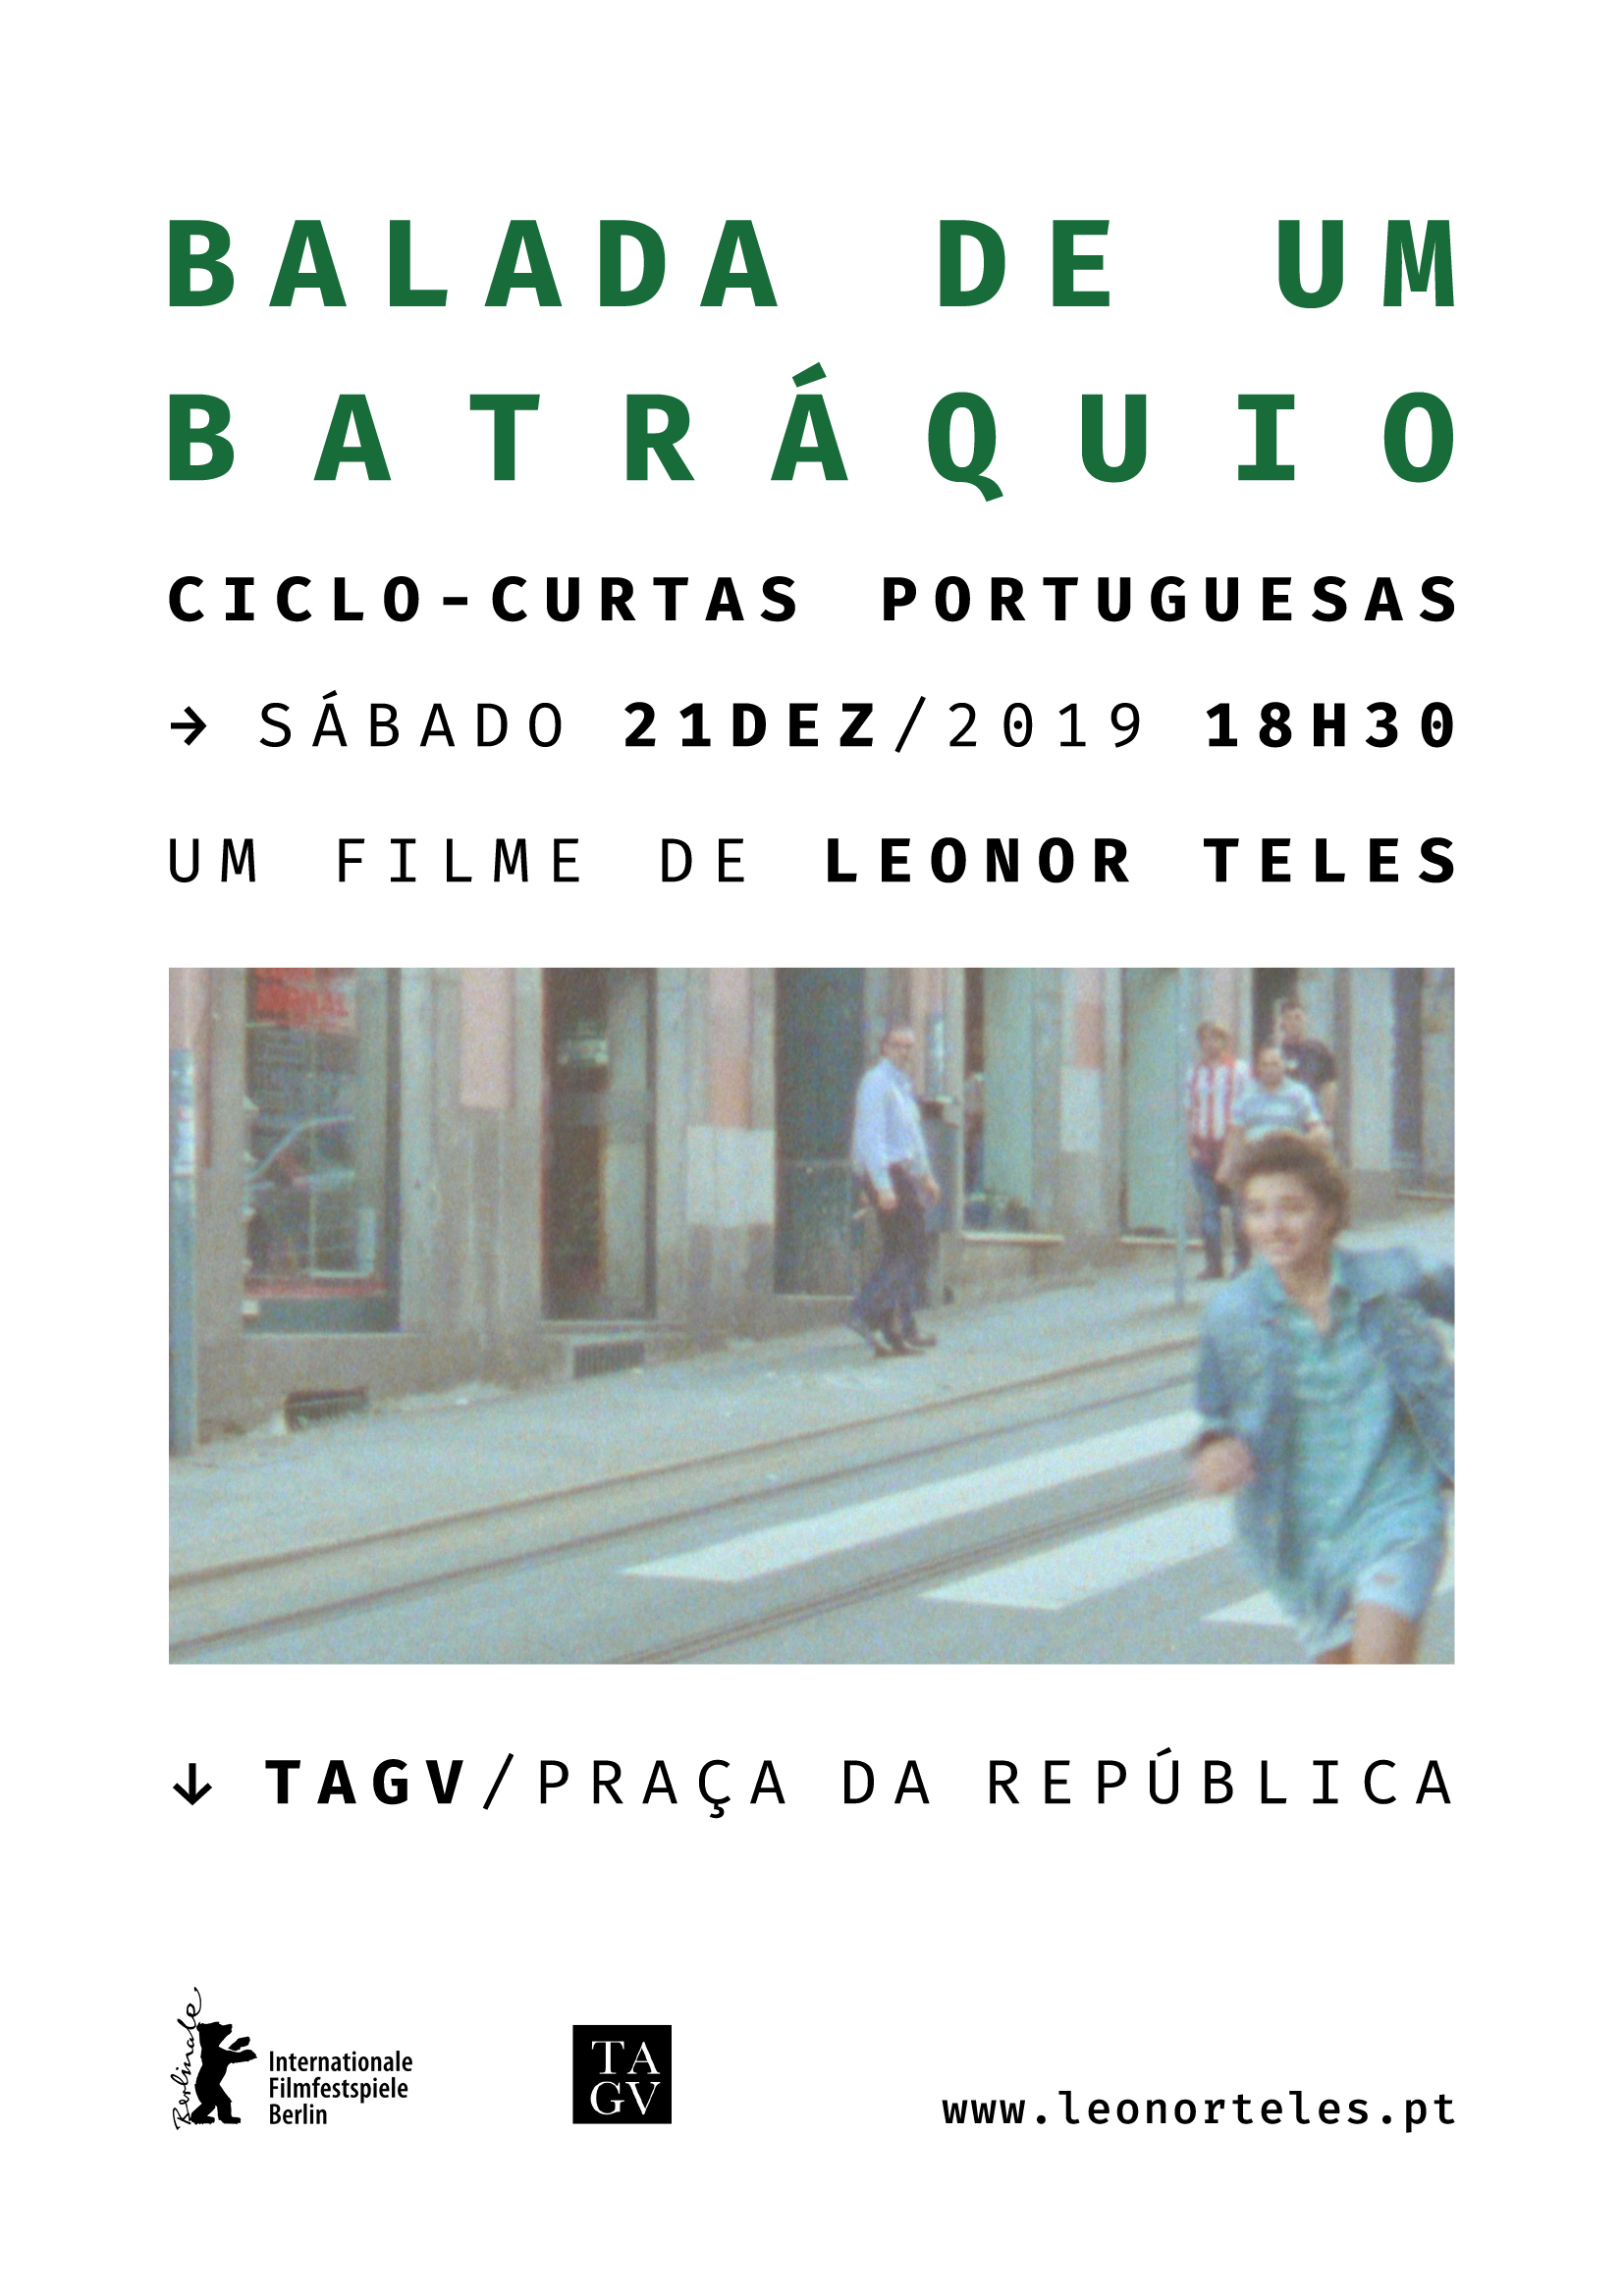 BALADA DE UM
BATRÁQUIO
CICLO-CURTAS PORTUGUESAS
→ SÁBADO 21DEZ/2019 18H30
UM FILME DE LEONOR TELES
↓ TAGV/PRAÇA DA REPÚBLICA
Berlinale
Internationale
Filmfestspiele
Berlin
TA
GV
www.leonorteles.pt